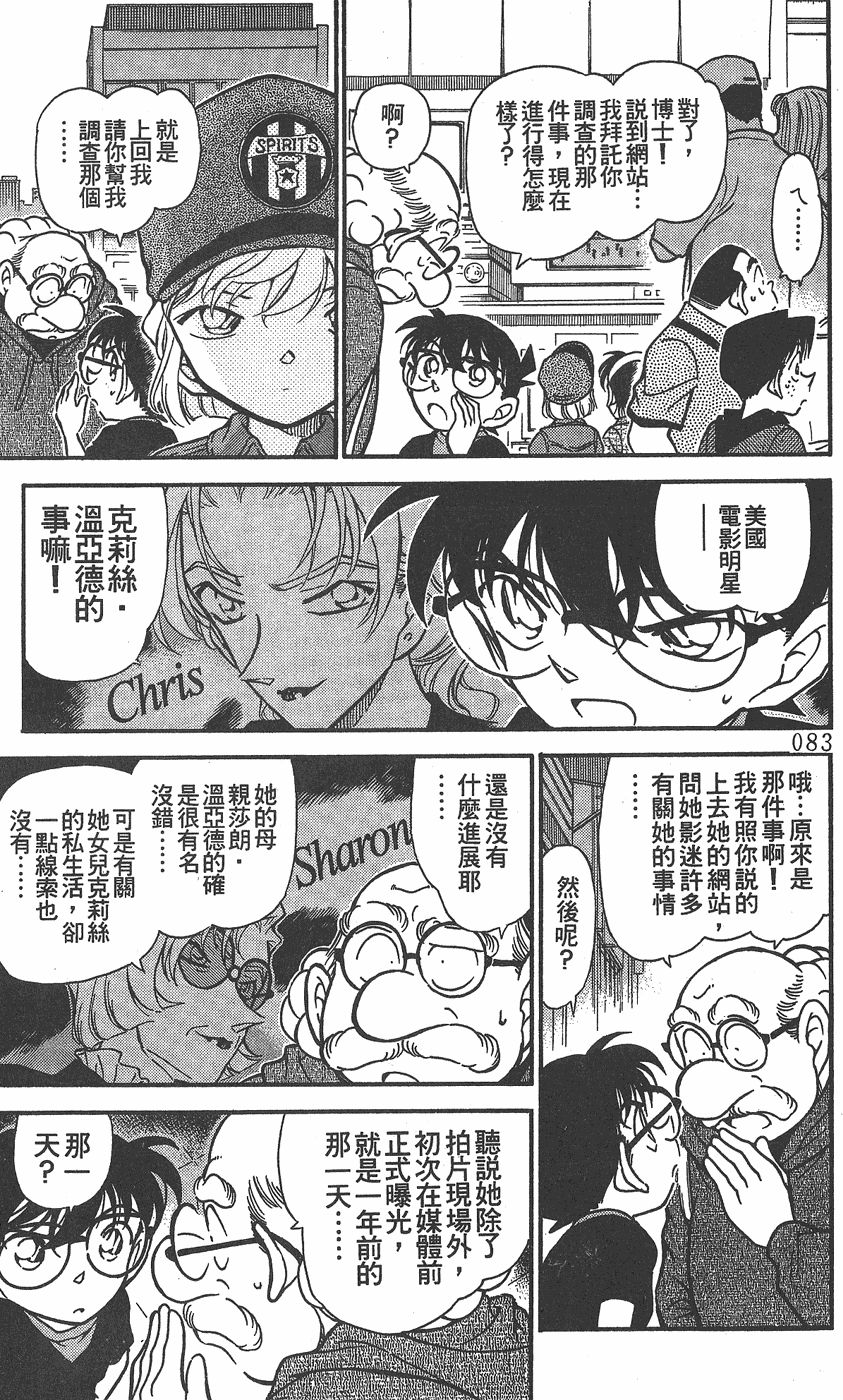 ヘ……
對了，
博士！
說到網站…
我拜託你
調查的那
件事，現在
進行得怎麼
樣了？
啊？
SPIRITS
就是
上回我
請你幫我
調查那個
……
美國
電影明星
——
克莉絲．
溫亞德的
事嘛！
Chris
083
哦…原來是
那件事啊！
我有照你說的
上去她的網站，
問她影迷許多
有關她的事情
然後呢？
還是沒有
什麼進展耶
……
Sharon
她的母
親莎朗．
溫亞德的確
是很有名
沒錯……
可是有關
她女兒克莉絲
的私生活，卻
一點線索也
沒有……
聽說她除了
拍片現場外，
初次在媒體前
正式曝光，
就是一年前的
那一天……
那一
天？